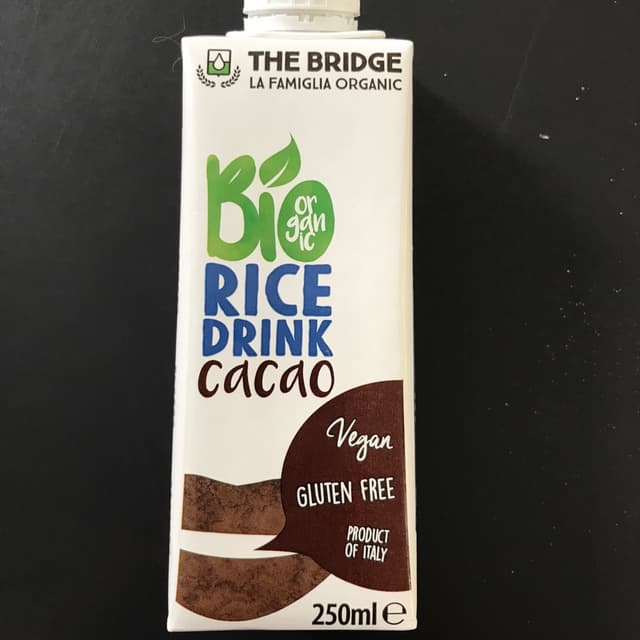 THE BRIDGE
LA FAMIGLIA ORGANIC
Bio
or
gan
ic
RICE
DRINK
cacao
Vegan
GLUTEN FREE
PRODUCT
OF ITALY
250ml ℮